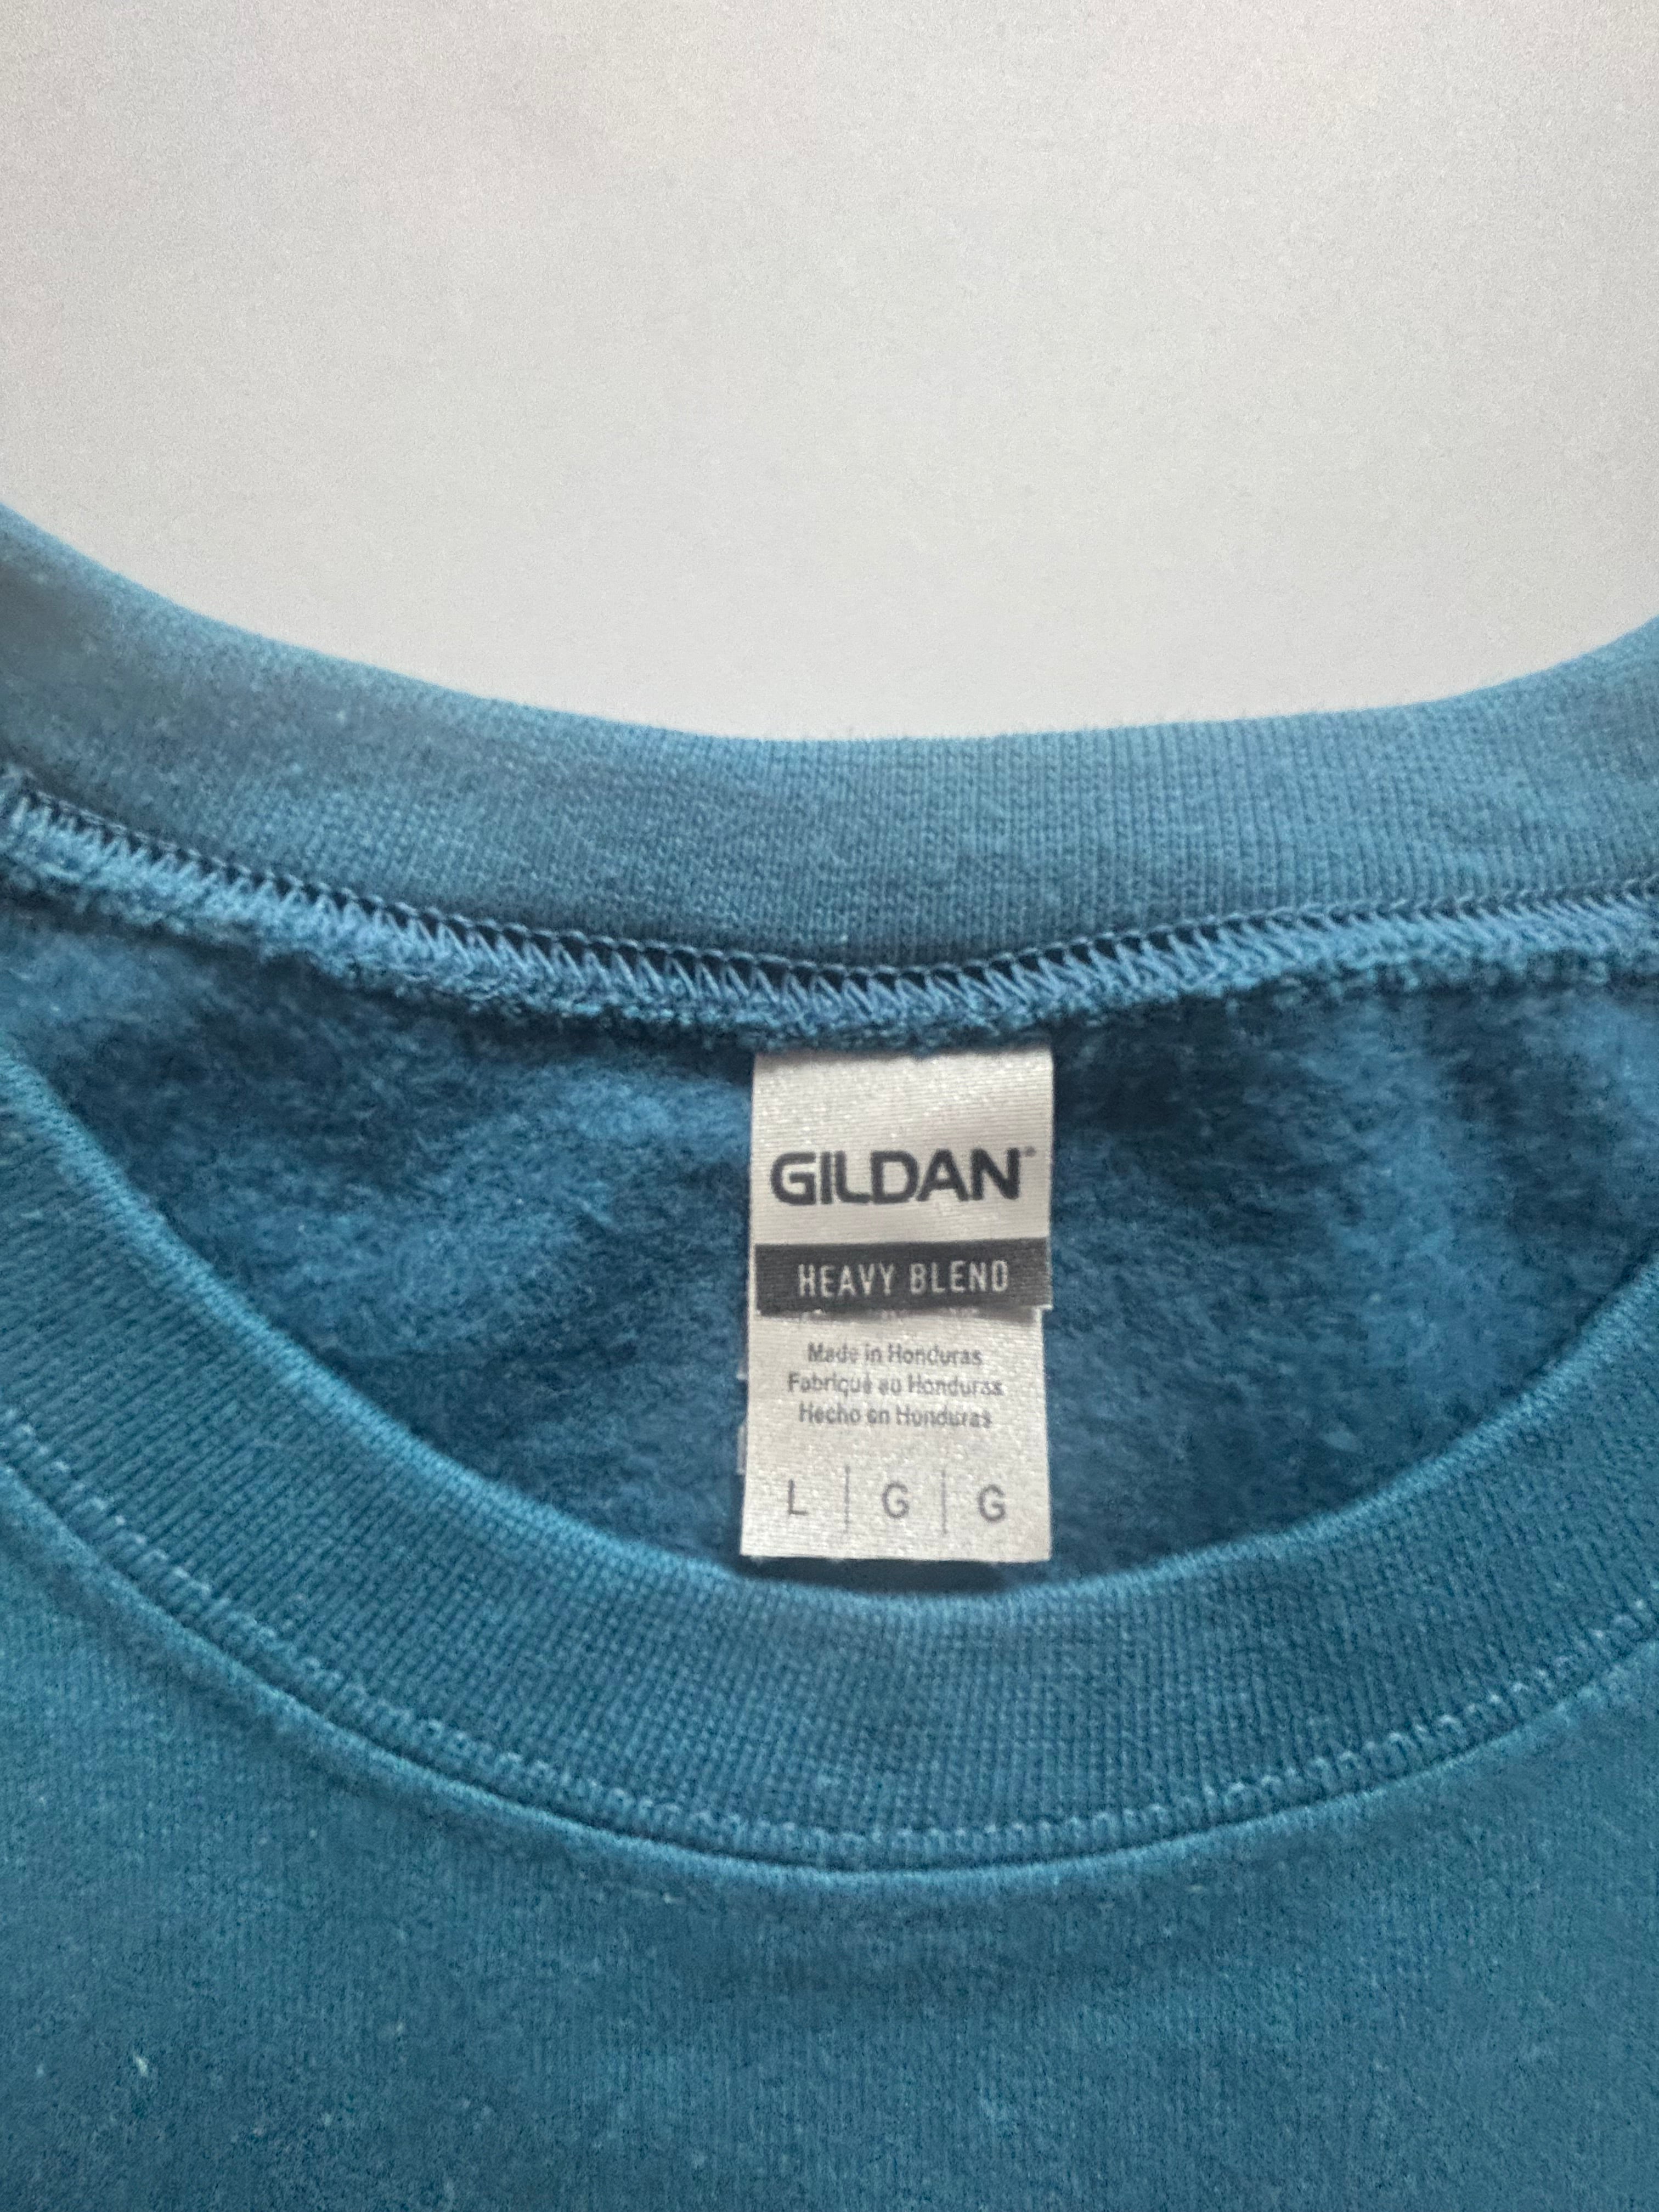 GILDAN®
HEAVY BLEND
Made in Honduras
Fabriqué au Honduras
Hecho en Honduras
L | G | G